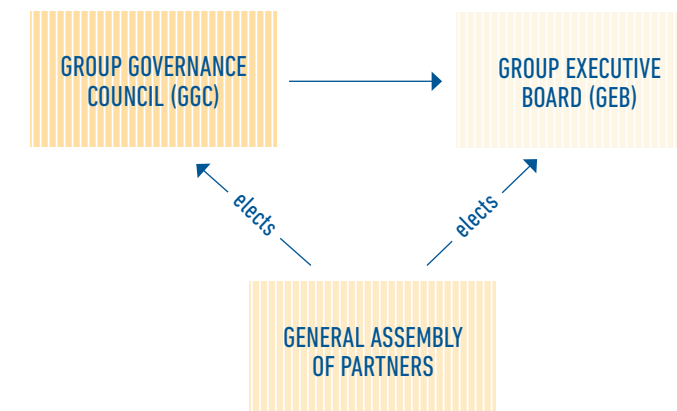 GROUP GOVERNANCE
COUNCIL (GGC)
GROUP EXECUTIVE
BOARD (GEB)
elects
elects
GENERAL ASSEMBLY
OF PARTNERS